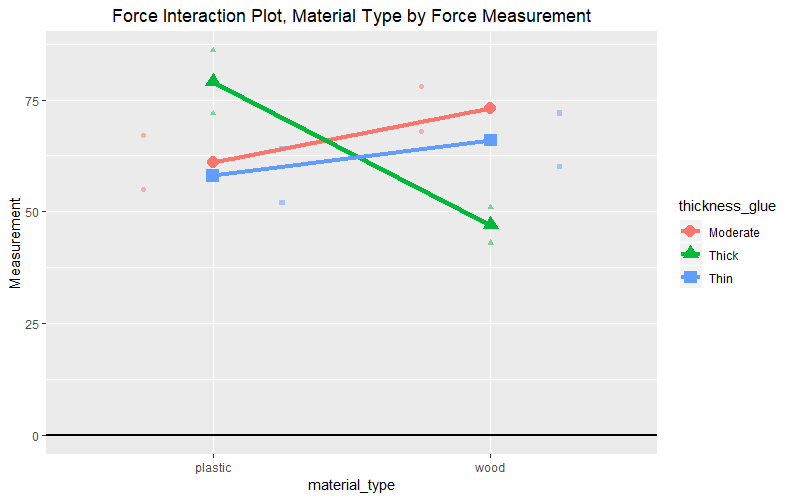 Force Interaction Plot, Material Type by Force Measurement
Measurement
75
50
25
0
plastic wood
material_type
thickness_glue
Moderate
Thick
Thin